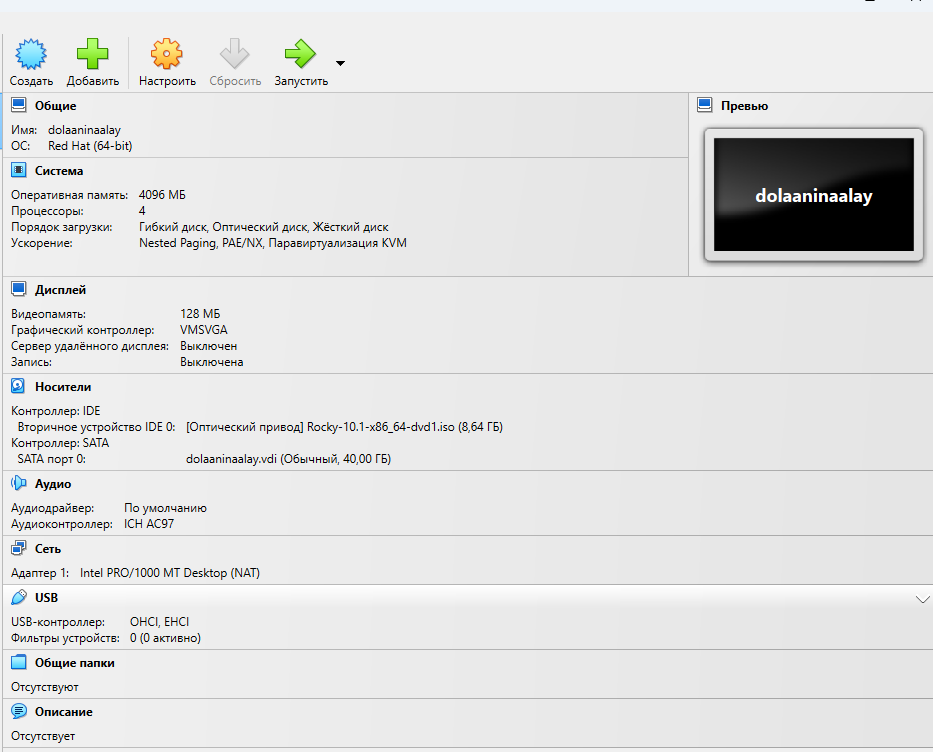 Создать Добавить Настроить Сбросить Запустить
Общие
Имя: dolaaninaalay
ОС: Red Hat (64-bit)
Превью
dolaaninaalay
Система
Оперативная память: 4096 МБ
Процессоры: 4
Порядок загрузки: Гибкий диск, Оптический диск, Жёсткий диск
Ускорение: Nested Paging, PAE/NX, Паравиртуализация KVM
Дисплей
Видеопамять: 128 МБ
Графический контроллер: VMSVGA
Сервер удалённого дисплея: Выключен
Запись: Выключена
Носители
Контроллер: IDE
Вторичное устройство IDE 0: [Оптический привод] Rocky-10.1-x86_64-dvd1.iso (8,64 ГБ)
Контроллер: SATA
SATA порт 0: dolaaninaalay.vdi (Обычный, 40,00 ГБ)
Аудио
Аудиодрайвер: По умолчанию
Аудиоконтроллер: ICH AC97
Сеть
Адаптер 1: Intel PRO/1000 MT Desktop (NAT)
USB
USB-контроллер: OHCI, EHCI
Фильтры устройств: 0 (0 активно)
Общие папки
Отсутствуют
Описание
Отсутствует